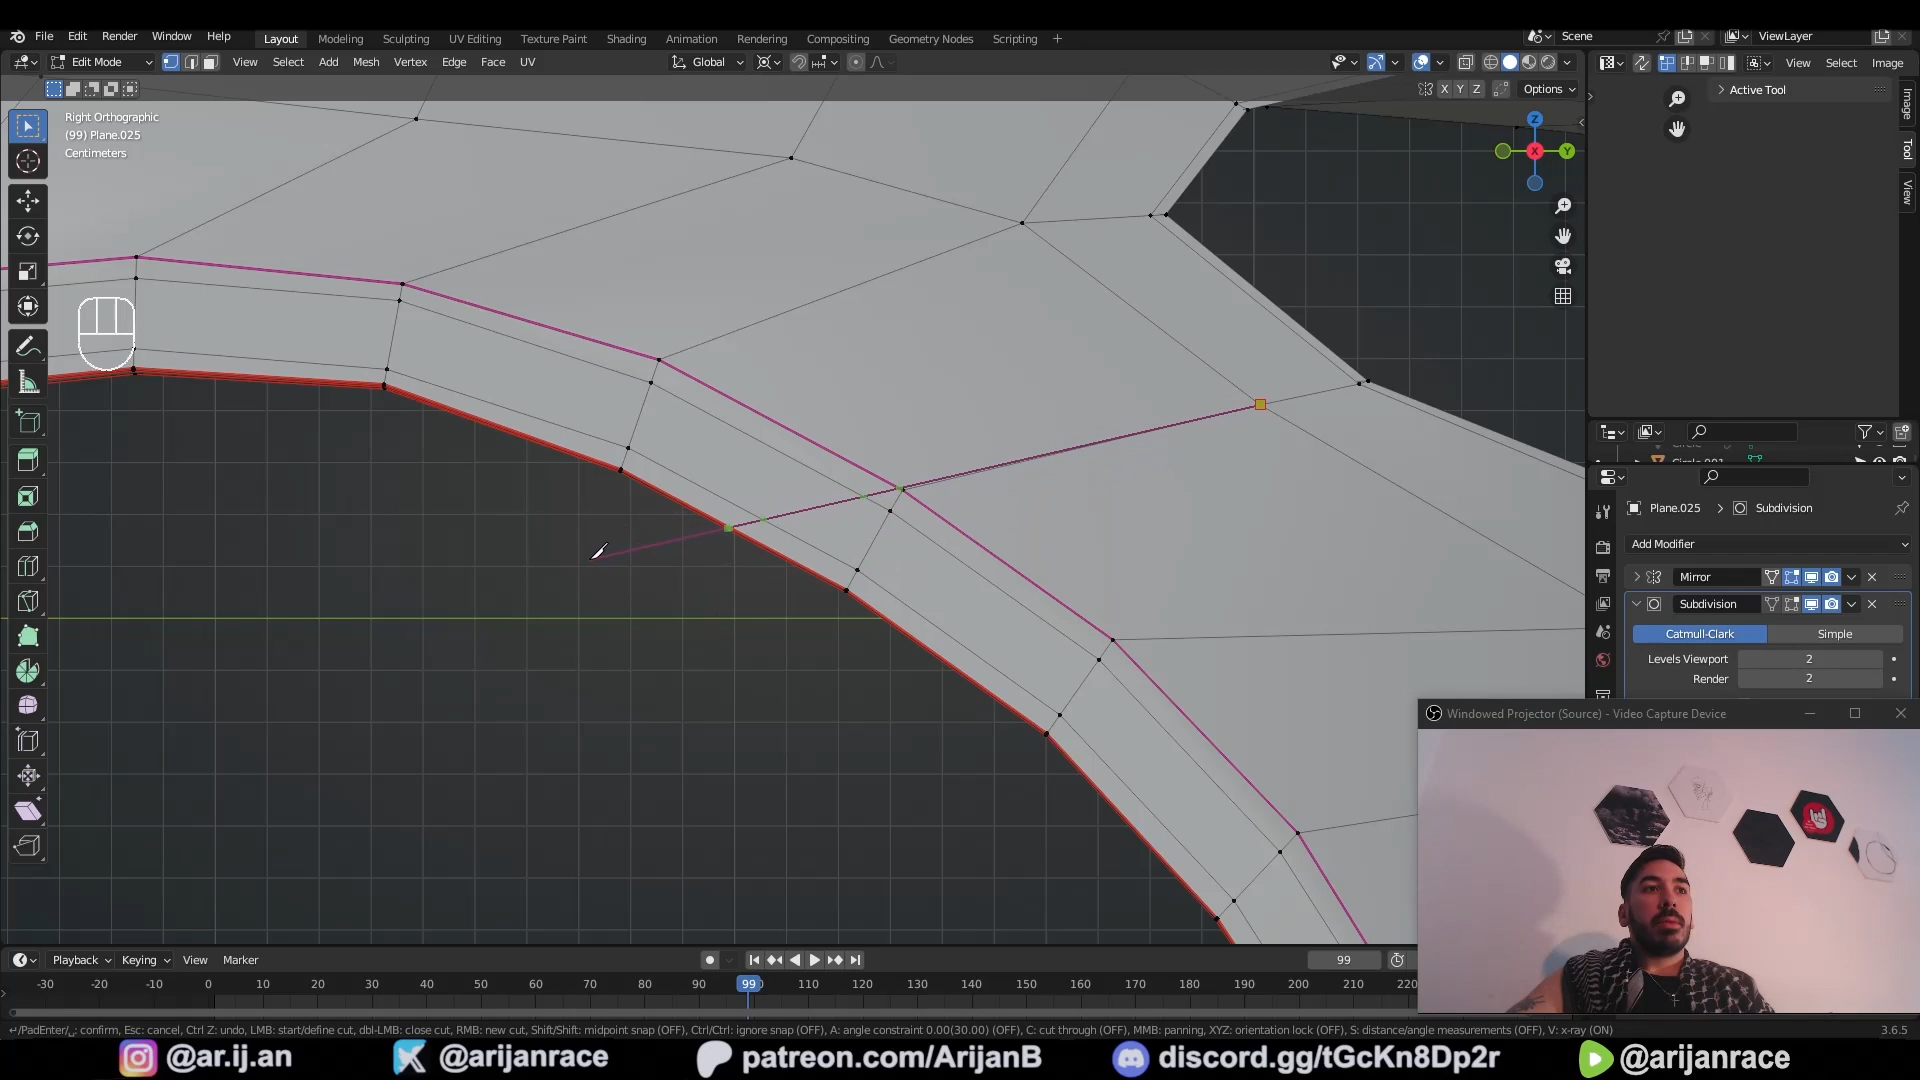 File Edit Render Window Help
Layout Modeling Sculpting UV Editing Texture Paint Shading Animation Rendering Compositing Geometry Nodes Scripting +
Scene
ViewLayer
Edit Mode
View Select Add Mesh Vertex Edge Face UV
Global
View Select Image
X Y Z
Options
Active Tool
Image
Tool
View
Right Orthographic
(99) Plane.025
Centimeters
Z
X
Y
Plane.025 > Subdivision
Add Modifier
Mirror
Subdivision
Catmull-Clark Simple
Levels Viewport 2
Render 2
Windowed Projector (Source) - Video Capture Device
Playback Keying View Marker
99
-30 -20 -10 0 10 20 30 40 50 60 70 80 90 99 110 120 130 140 150 160 170 180 190 200 210 220
/PadEnter/ : confirm, Esc: cancel, Ctrl Z: undo, LMB: start/define cut, dbl-LMB: close cut, RMB: new cut, Shift/Shift: midpoint snap (OFF), Ctrl/Ctrl: ignore snap (OFF), A: angle constraint 0.00(30.00) (OFF), C: cut through (OFF), MMB: panning, XYZ: orientation lock (OFF), S: distance/angle measurements (OFF), V: x-ray (ON)
3.6.5
@ar.ij.an @arijanrace patreon.com/ArijanB discord.gg/tGcKn8Dp2r @arijanrace